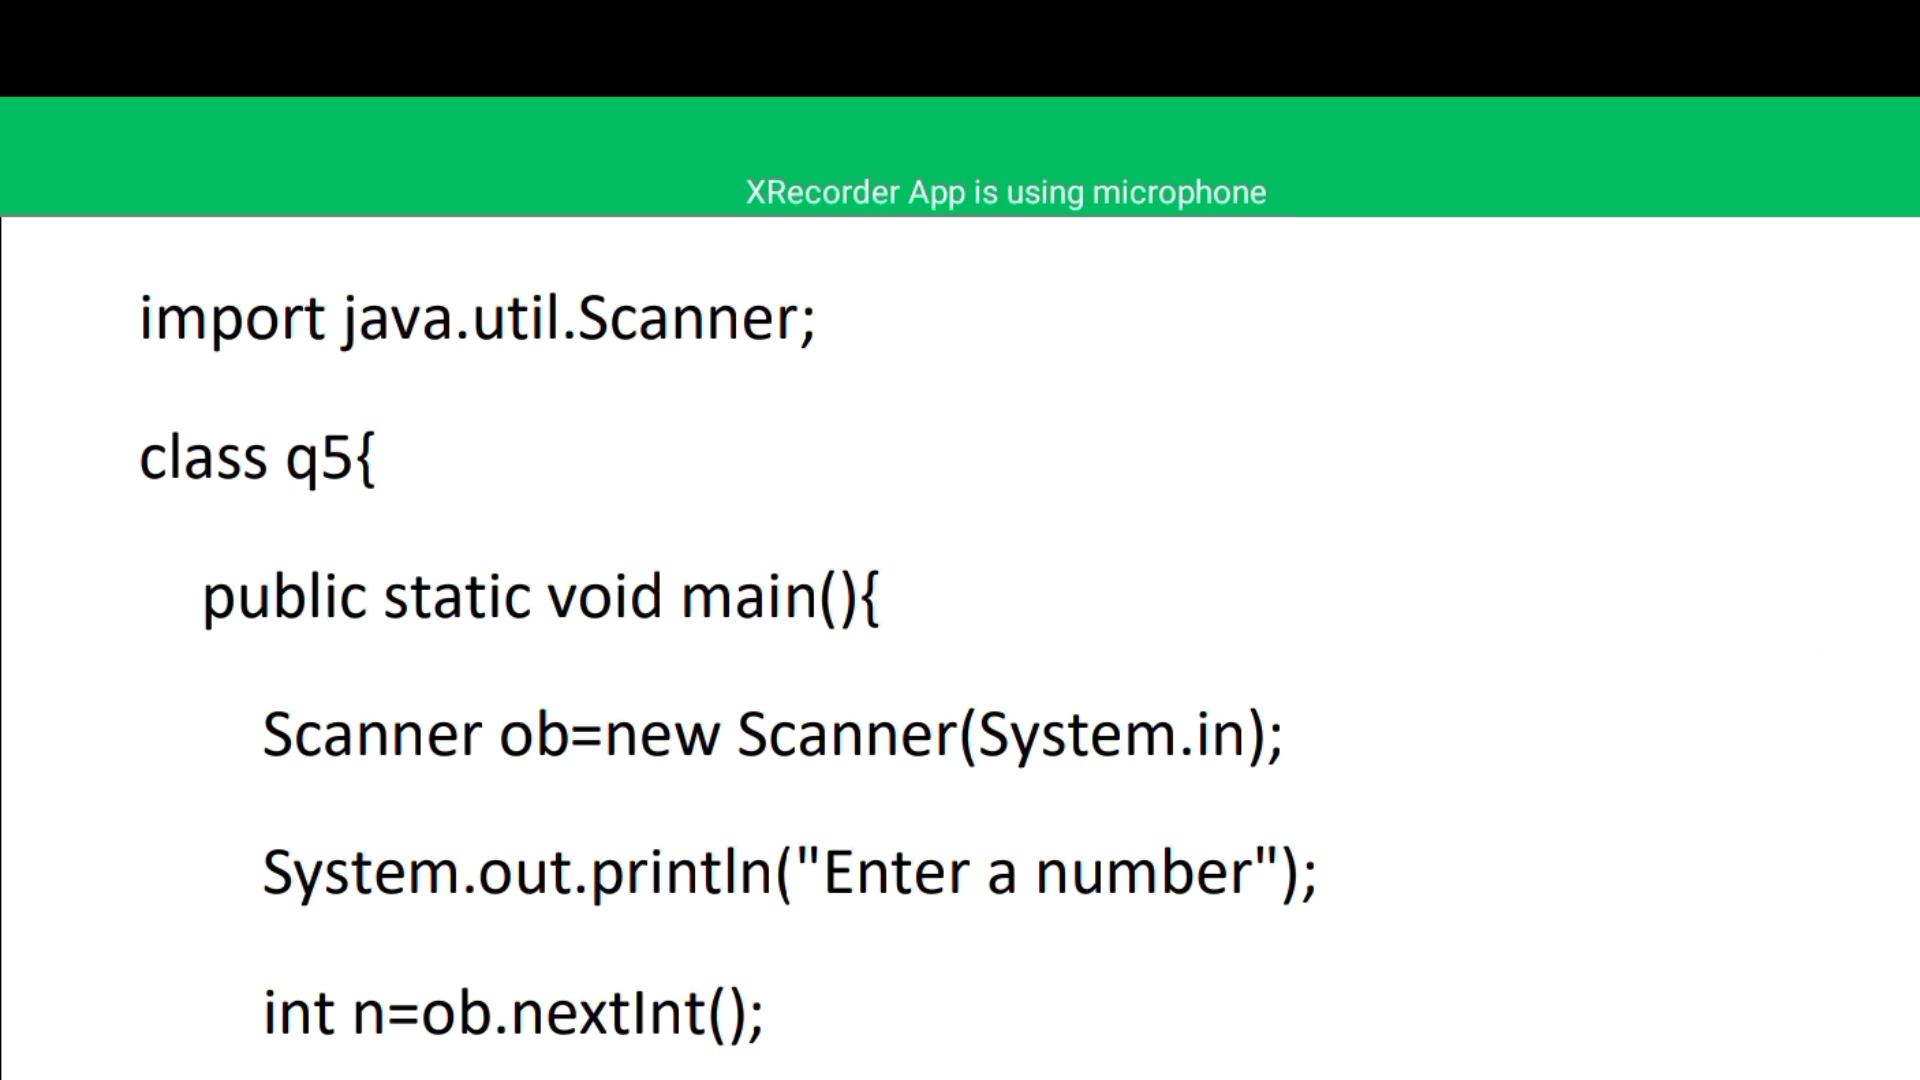 XRecorder App is using microphone
import java.util.Scanner;
class q5{
public static void main(){
Scanner ob=new Scanner(System.in);
System.out.println("Enter a number");
int n=ob.nextInt();